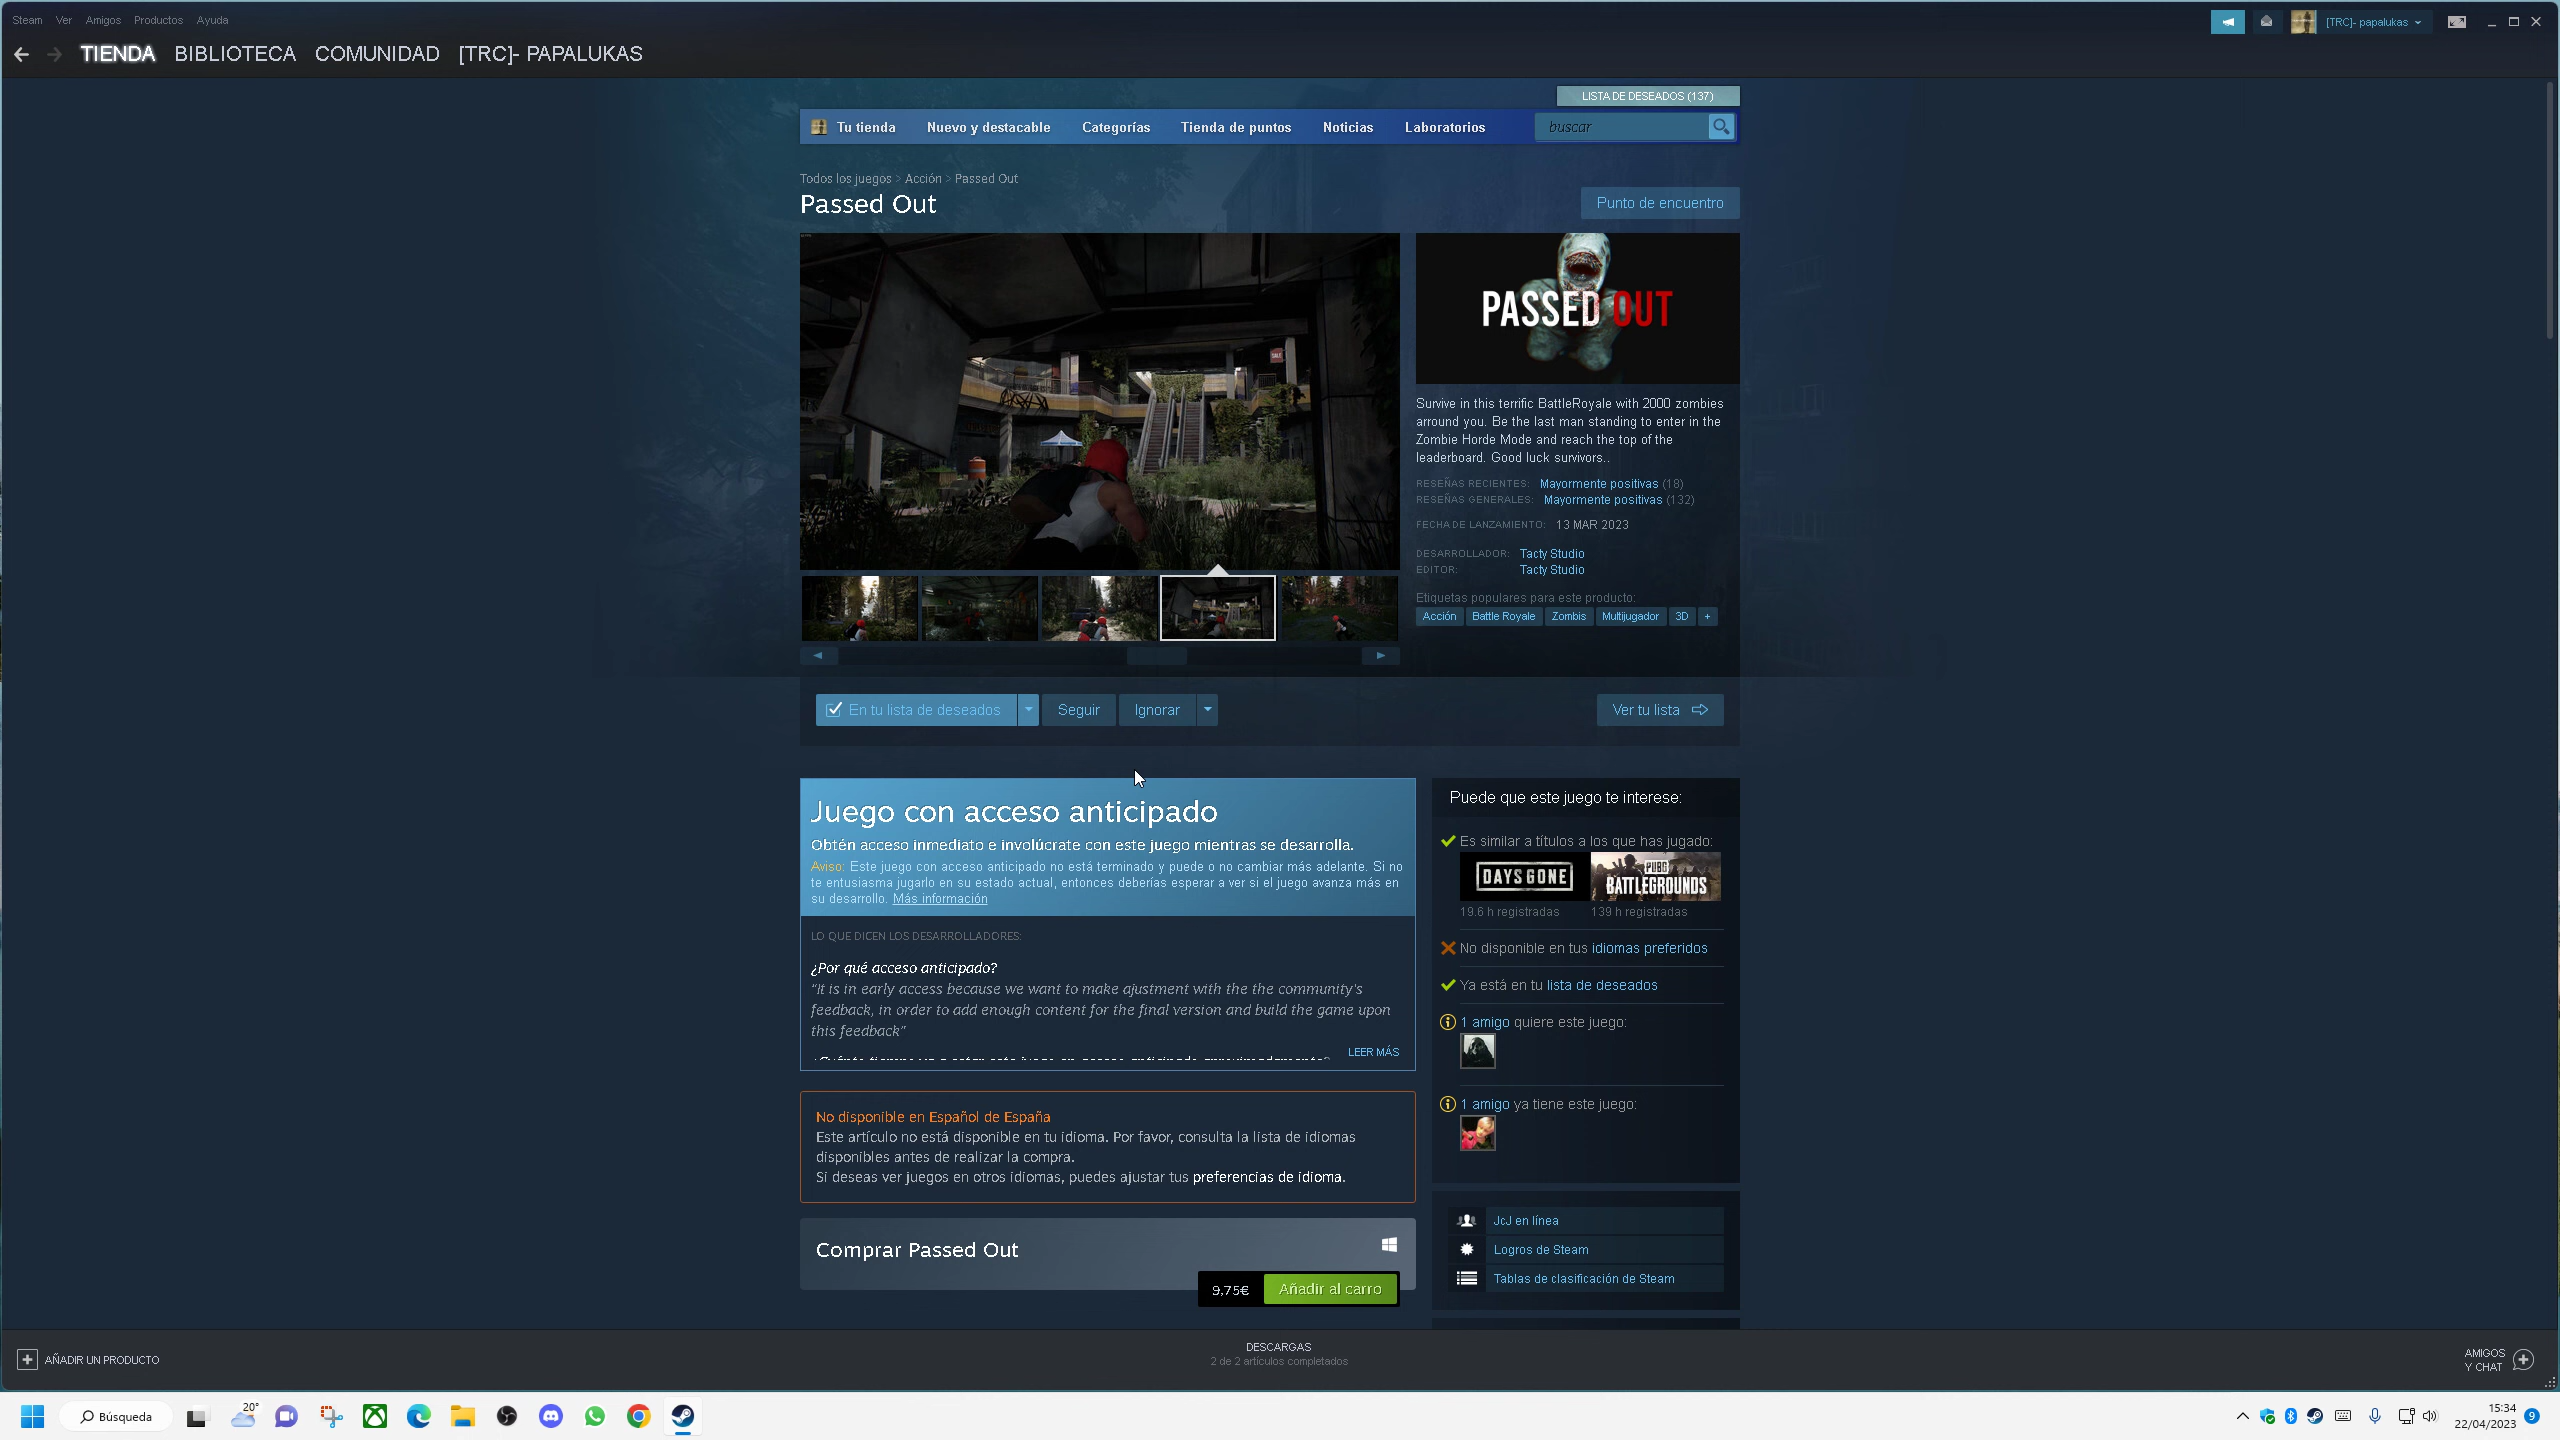 Steam Ver Amigos Productos Ayuda
[TRC]- papalukas
TIENDA BIBLIOTECA COMUNIDAD [TRC]- PAPALUKAS
LISTA DE DESEADOS (137)
Tu tienda Nuevo y destacable Categorías Tienda de puntos Noticias Laboratorios buscar
Todos los juegos > Acción > Passed Out
Passed Out
Punto de encuentro
SALE
PASSED OUT
Survive in this terrific BattleRoyale with 2000 zombies
arround you. Be the last man standing to enter in the
Zombie Horde Mode and reach the top of the
leaderboard. Good luck survivors..
RESEÑAS RECIENTES: Mayormente positivas (18)
RESEÑAS GENERALES: Mayormente positivas (132)
FECHA DE LANZAMIENTO: 13 MAR 2023
DESARROLLADOR: Tacty Studio
EDITOR: Tacty Studio
Etiquetas populares para este producto:
Acción Battle Royale Zombis Multijugador 3D +
En tu lista de deseados Seguir Ignorar Ver tu lista
Juego con acceso anticipado
Obtén acceso inmediato e involúcrate con este juego mientras se desarrolla.
Aviso: Este juego con acceso anticipado no está terminado y puede o no cambiar más adelante. Si no
te entusiasma jugarlo en su estado actual, entonces deberías esperar a ver si el juego avanza más en
su desarrollo. Más información
LO QUE DICEN LOS DESARROLLADORES:
¿Por qué acceso anticipado?
"It is in early access because we want to make ajustment with the the community's
feedback, in order to add enough content for the final version and build the game upon
this feedback"
¿Cuánto tiempo va a estar este juego en acceso anticipado aproximadamente?
LEER MÁS
No disponible en Español de España
Este artículo no está disponible en tu idioma. Por favor, consulta la lista de idiomas
disponibles antes de realizar la compra.
Si deseas ver juegos en otros idiomas, puedes ajustar tus preferencias de idioma.
Comprar Passed Out
9,75€ Añadir al carro
Puede que este juego te interese:
Es similar a títulos a los que has jugado:
DAYS GONE
PUBG
BATTLEGROUNDS
19.6 h registradas 139 h registradas
No disponible en tus idiomas preferidos
Ya está en tu lista de deseados
1 amigo quiere este juego:
1 amigo ya tiene este juego:
JcJ en línea
Logros de Steam
Tablas de clasificación de Steam
AÑADIR UN PRODUCTO
DESCARGAS
2 de 2 artículos completados
AMIGOS
Y CHAT
Búsqueda
20°
15:34
22/04/2023
9